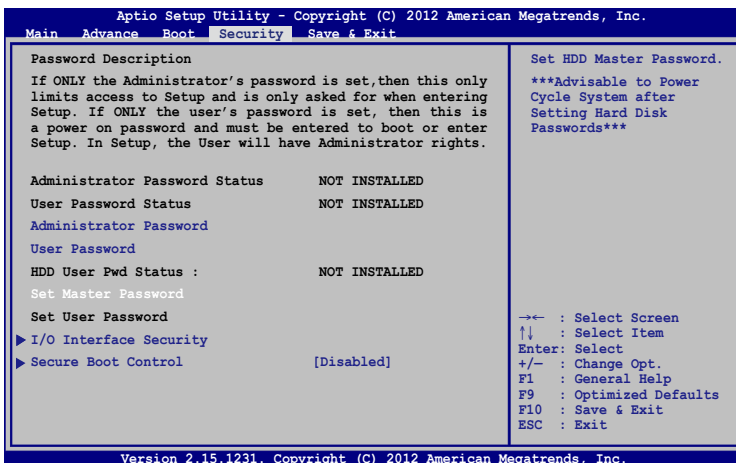 Aptio Setup Utility - Copyright (C) 2012 American Megatrends, Inc.
Main Advance Boot Security Save & Exit
Password Description
If ONLY the Administrator's password is set,then this only
limits access to Setup and is only asked for when entering
Setup. If ONLY the user's password is set, then this is
a power on password and must be entered to boot or enter
Setup. In Setup, the User will have Administrator rights.
Administrator Password Status NOT INSTALLED
User Password Status NOT INSTALLED
Administrator Password
User Password
HDD User Pwd Status : NOT INSTALLED
Set Master Password
Set User Password
I/O Interface Security
Secure Boot Control [Disabled]
Set HDD Master Password.
***Advisable to Power
Cycle System after
Setting Hard Disk
Passwords***
→← : Select Screen
↑↓ : Select Item
Enter: Select
+/— : Change Opt.
F1 : General Help
F9 : Optimized Defaults
F10 : Save & Exit
ESC : Exit
Version 2.15.1231. Copyright (C) 2012 American Megatrends, Inc.